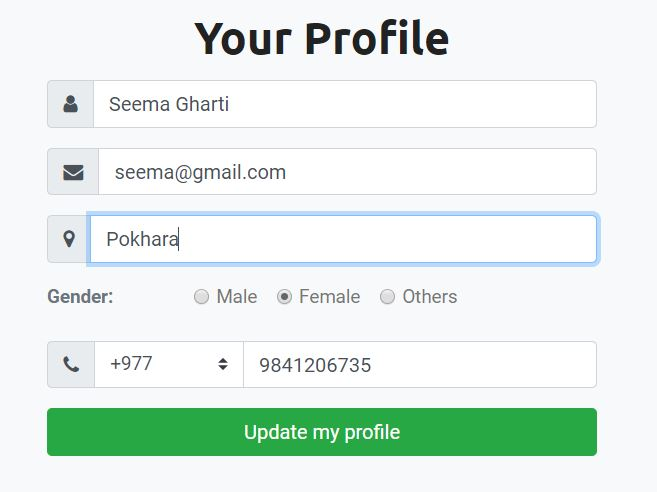 Your Profile
Seema Gharti
seema@gmail.com
Pokhara
Gender: Male Female Others
+977 9841206735
Update my profile